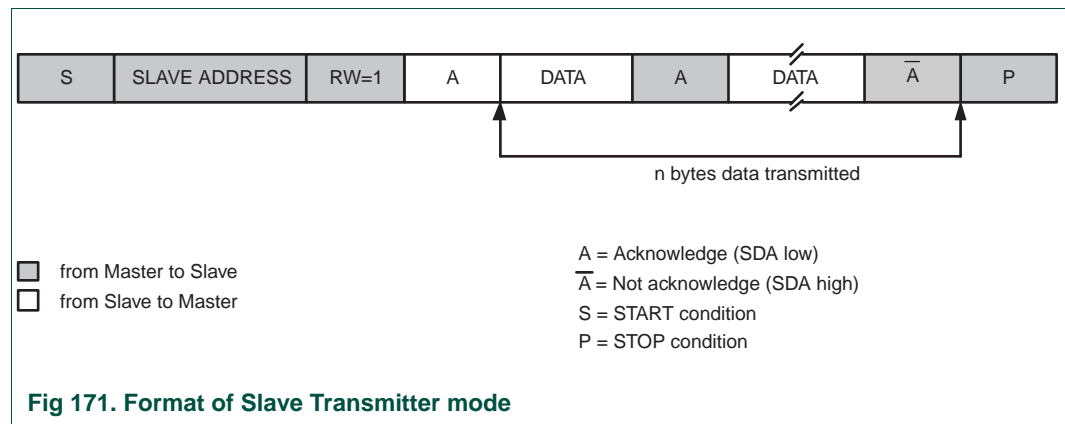 S SLAVE ADDRESS RW=1 A DATA A DATA A̅ P
n bytes data transmitted
from Master to Slave
from Slave to Master
A = Acknowledge (SDA low)
A̅ = Not acknowledge (SDA high)
S = START condition
P = STOP condition
Fig 171. Format of Slave Transmitter mode